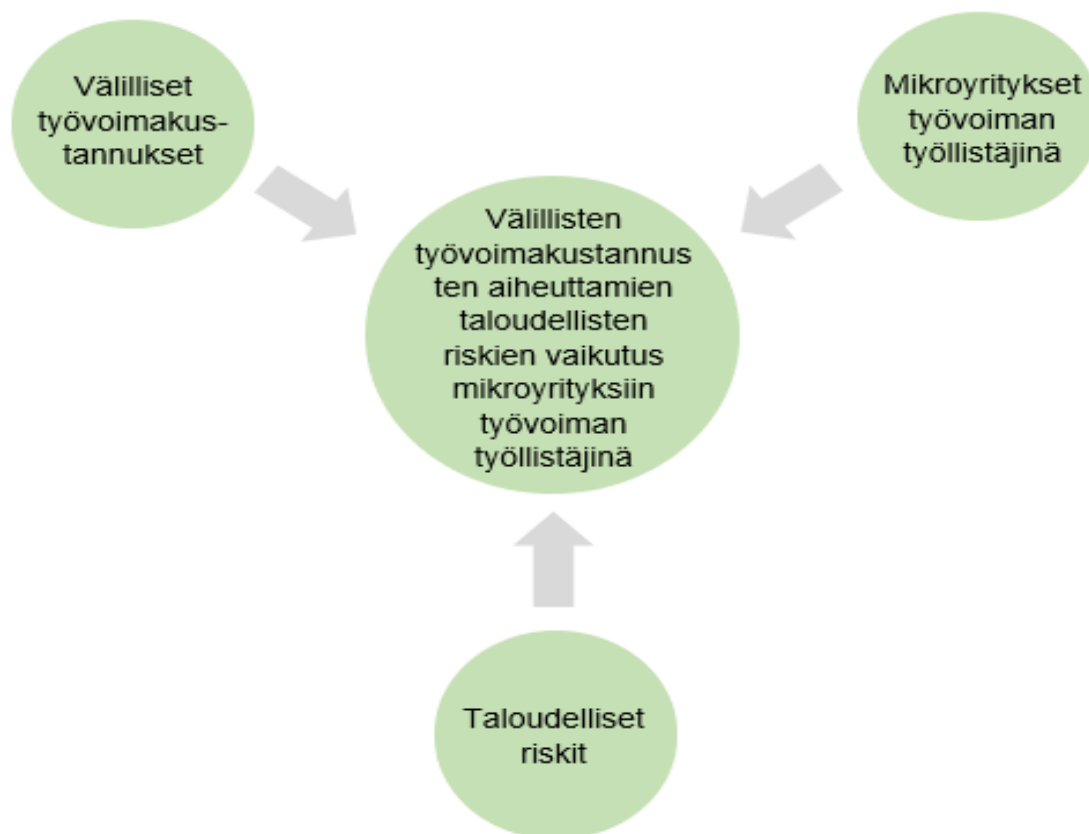 Välilliset
työvoimakus-
tannukset
Mikroyritykset
työvoiman
työllistäjinä
Välillisten
työvoimakustannus
ten aiheuttamien
taloudellisten
riskien vaikutus
mikroyrityksiin
työvoiman
työllistäjinä
Taloudelliset
riskit